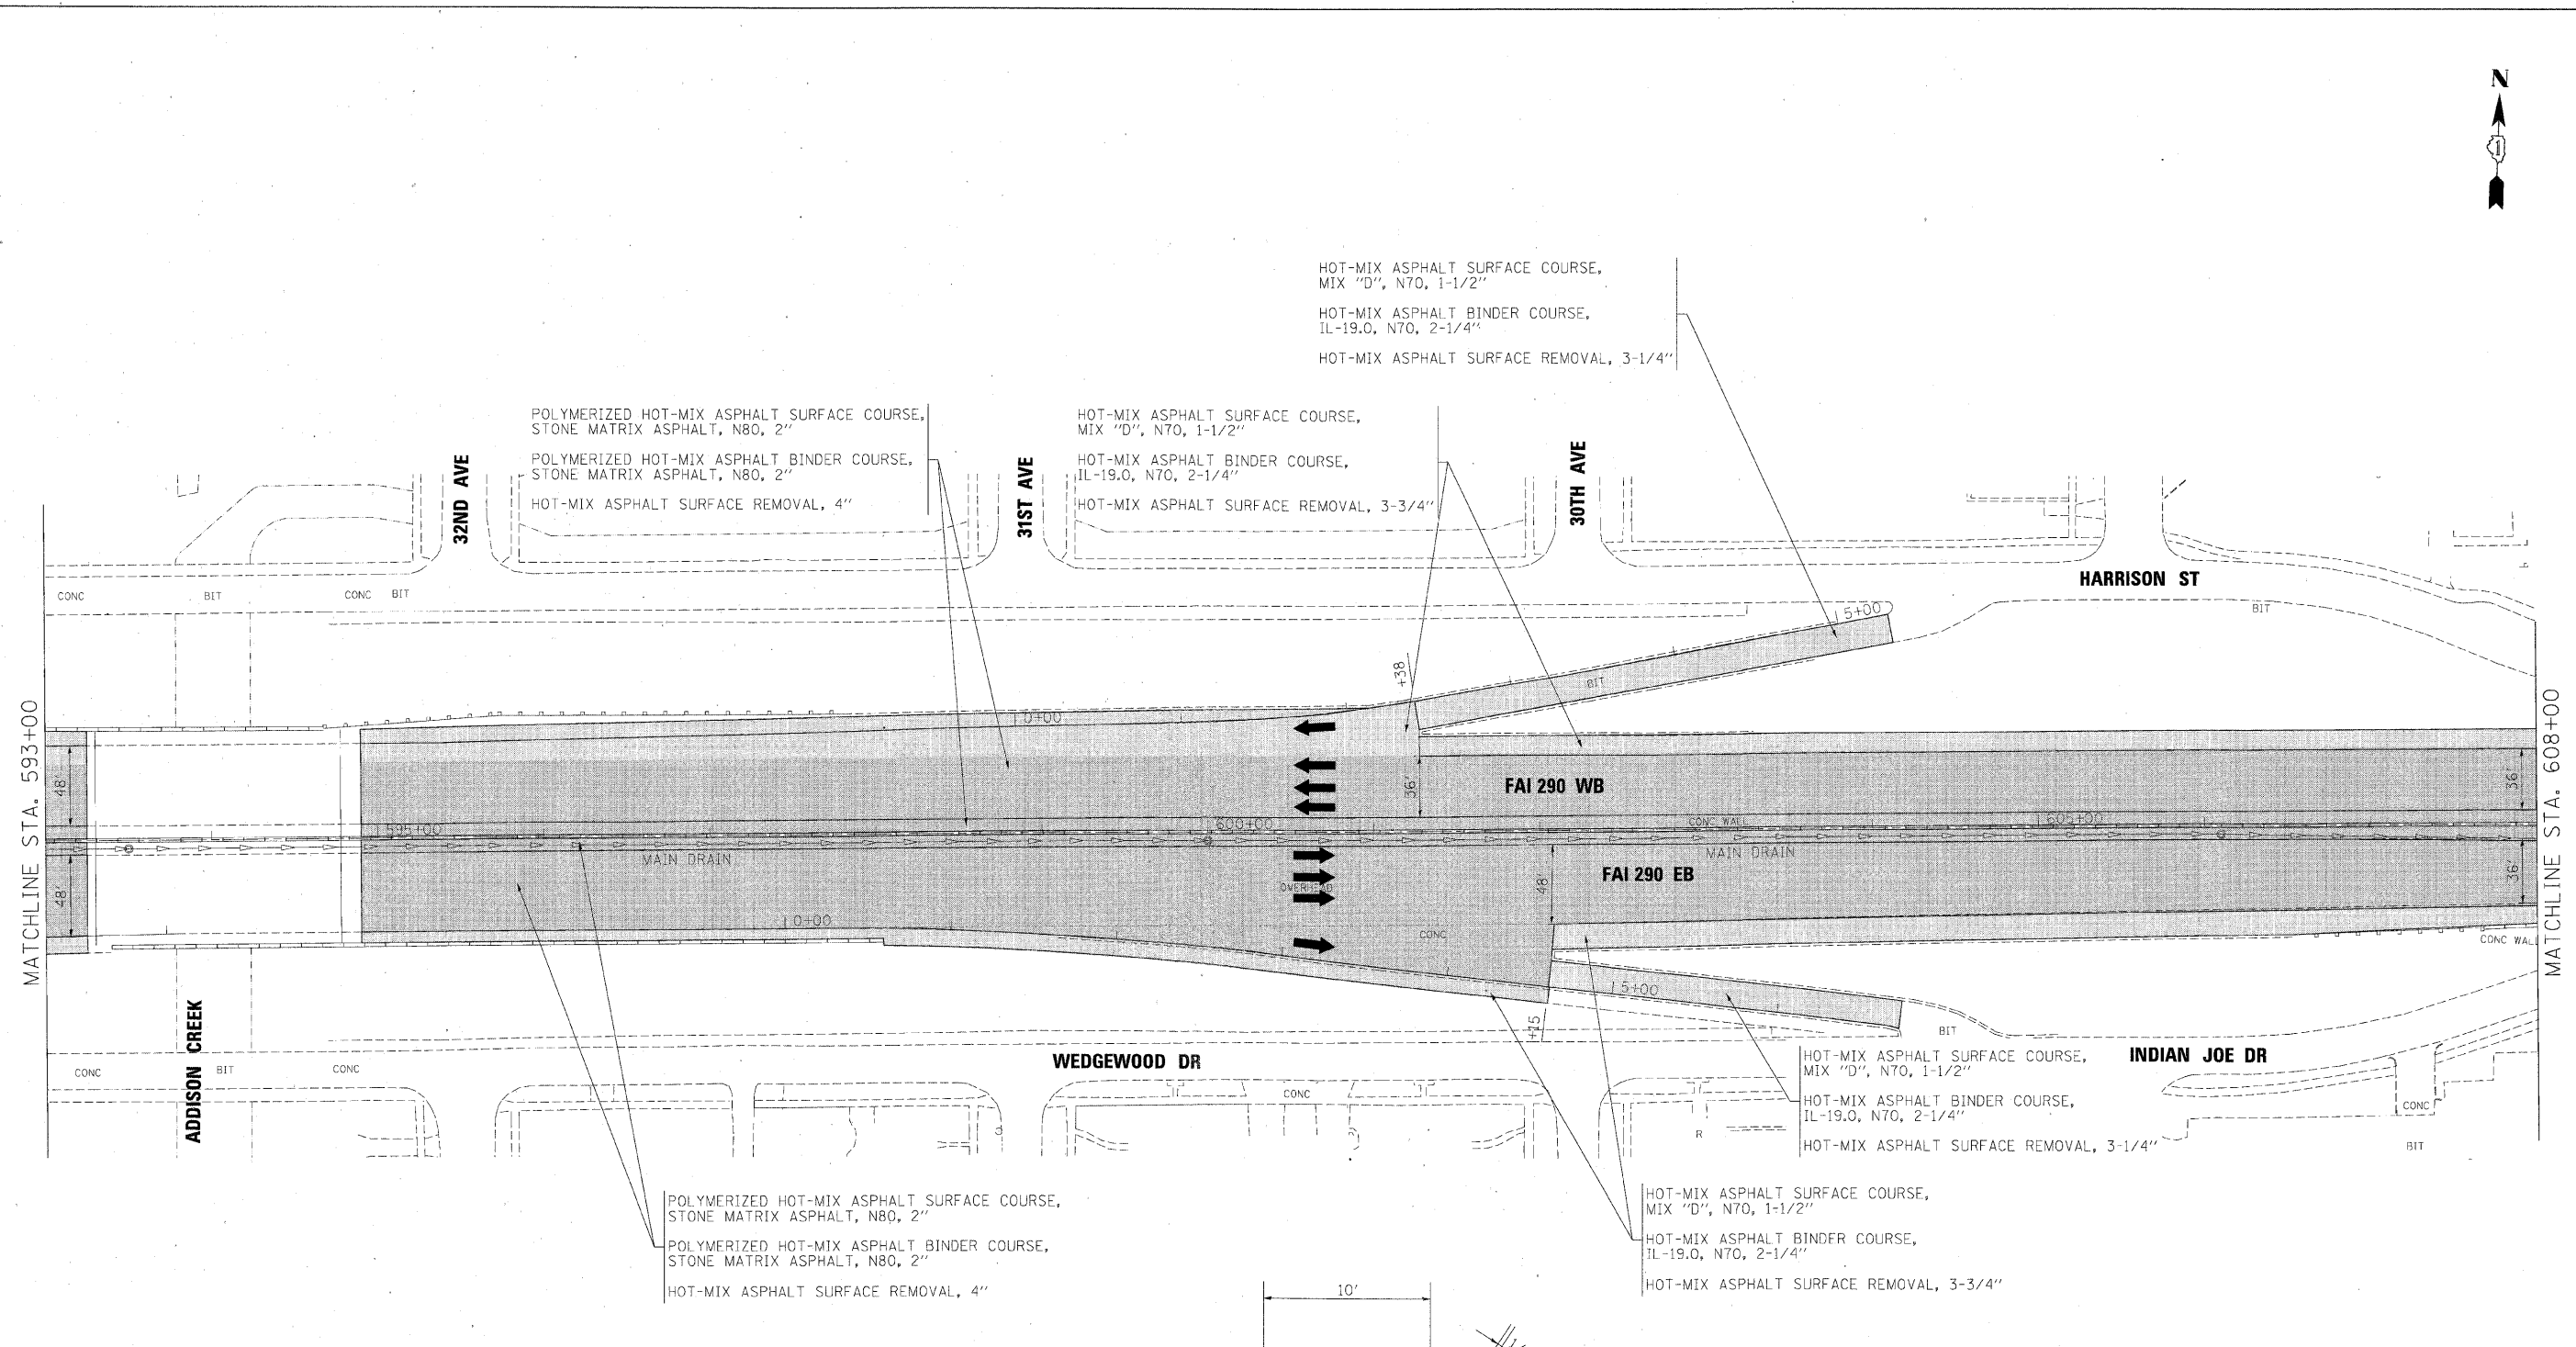 N
1
HOT-MIX ASPHALT SURFACE COURSE,
MIX "D", N70, 1-1/2"
HOT-MIX ASPHALT BINDER COURSE,
IL-19.0, N70, 2-1/4"
HOT-MIX ASPHALT SURFACE REMOVAL, 3-1/4"
POLYMERIZED HOT-MIX ASPHALT SURFACE COURSE,
STONE MATRIX ASPHALT, N80, 2"
POLYMERIZED HOT-MIX ASPHALT BINDER COURSE,
STONE MATRIX ASPHALT, N80, 2"
HOT-MIX ASPHALT SURFACE REMOVAL, 4"
HOT-MIX ASPHALT SURFACE COURSE,
MIX "D", N70, 1-1/2"
HOT-MIX ASPHALT BINDER COURSE,
IL-19.0, N70, 2-1/4"
HOT-MIX ASPHALT SURFACE REMOVAL, 3-3/4"
32ND AVE
31ST AVE
30TH AVE
HARRISON ST
CONC
BIT
CONC
BIT
BIT
5+00
+38
BIT
0+00
MATCHLINE STA. 593+00
MATCHLINE STA. 608+00
48'
36'
FAI 290 WB
36'
595+00
600+00
CONC WALL
605+00
MAIN DRAIN
MAIN DRAIN
48'
OVERHEAD
48'
FAI 290 EB
36'
0+00
CONC
CONC WALL
5+00
+15
BIT
ADDISON CREEK
CONC
BIT
CONC
WEDGEWOOD DR
INDIAN JOE DR
CONC
CONC
R
BIT
HOT-MIX ASPHALT SURFACE COURSE,
MIX "D", N70, 1-1/2"
HOT-MIX ASPHALT BINDER COURSE,
IL-19.0, N70, 2-1/4"
HOT-MIX ASPHALT SURFACE REMOVAL, 3-1/4"
POLYMERIZED HOT-MIX ASPHALT SURFACE COURSE,
STONE MATRIX ASPHALT, N80, 2"
POLYMERIZED HOT-MIX ASPHALT BINDER COURSE,
STONE MATRIX ASPHALT, N80, 2"
HOT-MIX ASPHALT SURFACE REMOVAL, 4"
HOT-MIX ASPHALT SURFACE COURSE,
MIX "D", N70, 1-1/2"
HOT-MIX ASPHALT BINDER COURSE,
IL-19.0, N70, 2-1/4"
HOT-MIX ASPHALT SURFACE REMOVAL, 3-3/4"
10'